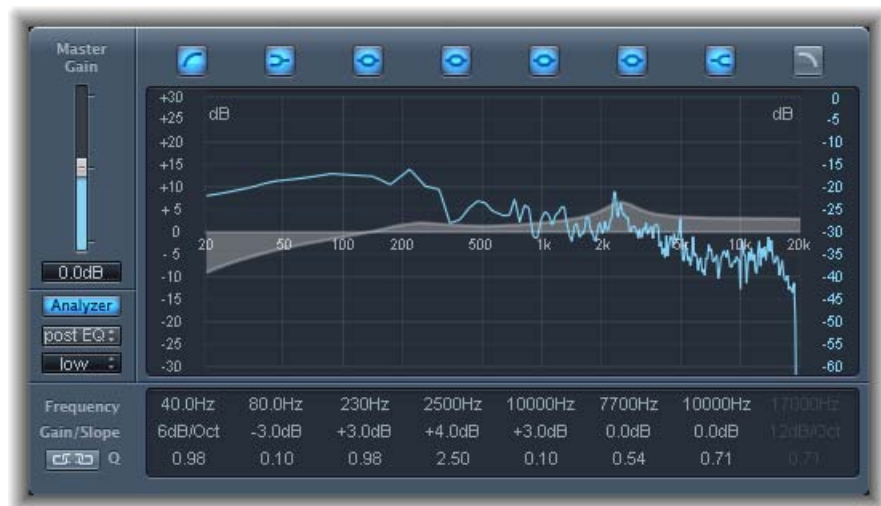 Master
Gain
+30
+25
+20
+15
+10
+ 5
0
- 5
-10
-15
-20
-25
-30
dB
dB
0
-5
-10
-15
-20
-25
-30
-35
-40
-45
-50
-55
-60
20 50 100 200 500 1k 2k 5k 10k 20k
0.0dB
Analyzer
post EQ
low
Frequency 40.0Hz 80.0Hz 230Hz 2500Hz 10000Hz 7700Hz 10000Hz 17000Hz
Gain/Slope 6dB/Oct -3.0dB +3.0dB +4.0dB +3.0dB 0.0dB 0.0dB 12dB/Oct
Q 0.98 0.10 0.98 2.50 0.10 0.54 0.71 0.71